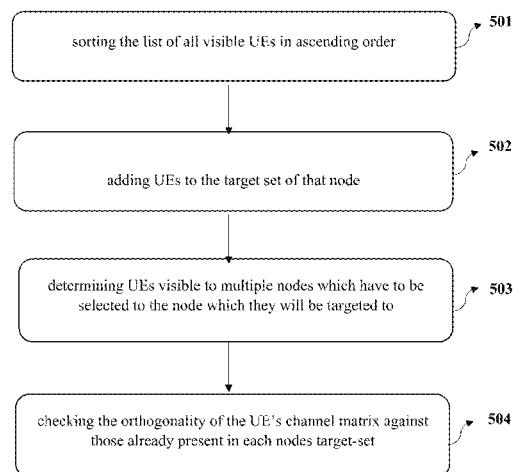 sorting the list of all visible UEs in ascending order
501
adding UEs to the target set of that node
502
determining UEs visible to multiple nodes which have to be
selected to the node which they will be targeted to
503
checking the orthogonality of the UE's channel matrix against
those already present in each nodes target-set
504